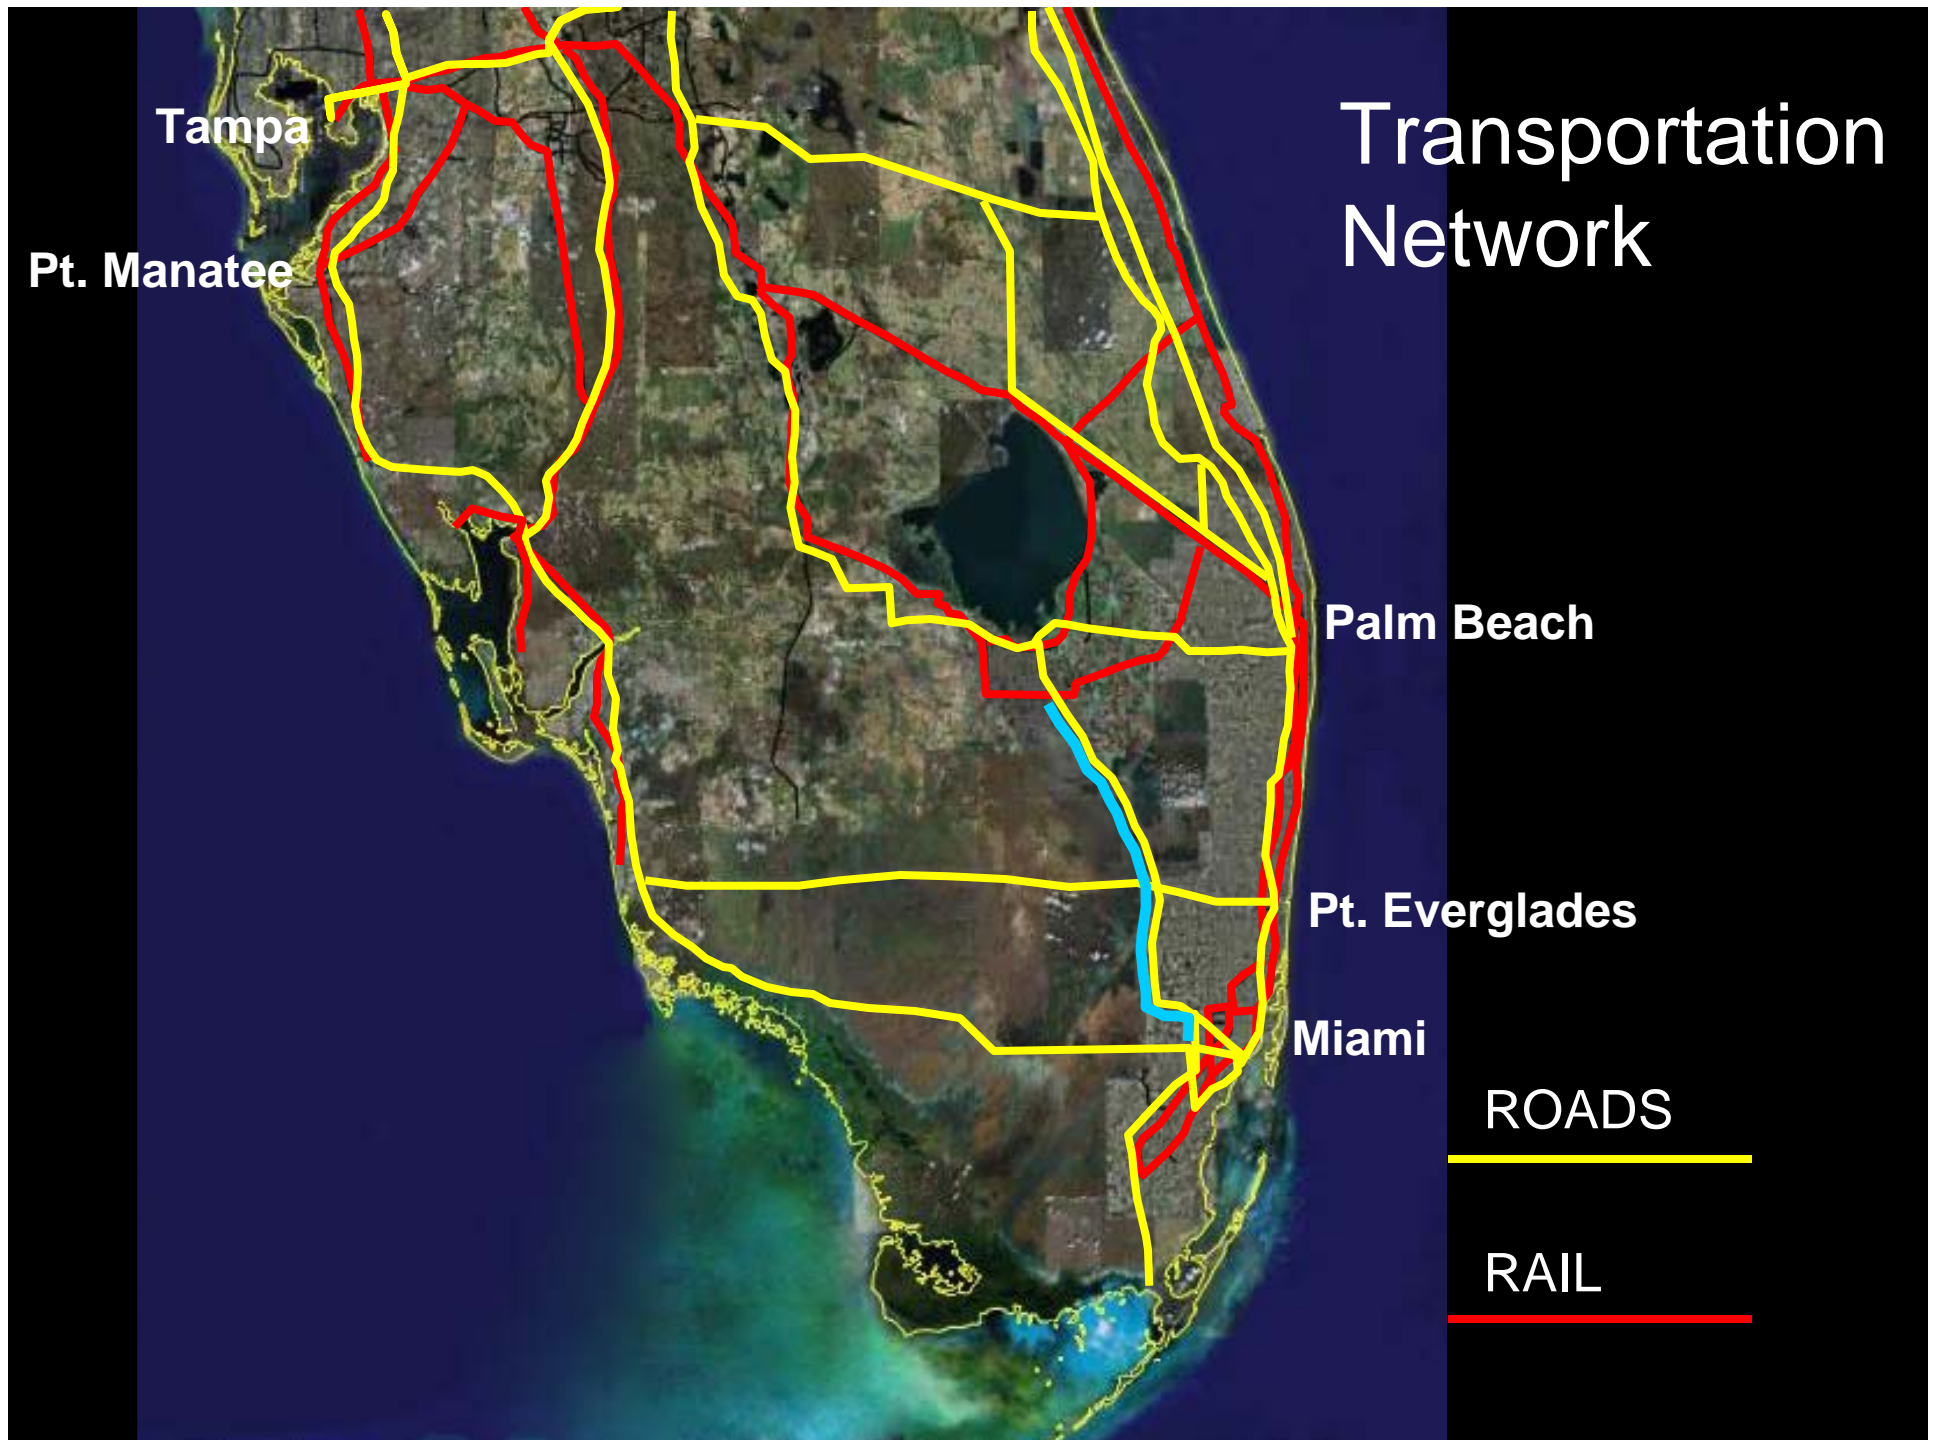 Transportation
Network
Tampa
Pt. Manatee
Palm Beach
Pt. Everglades
Miami
ROADS
RAIL